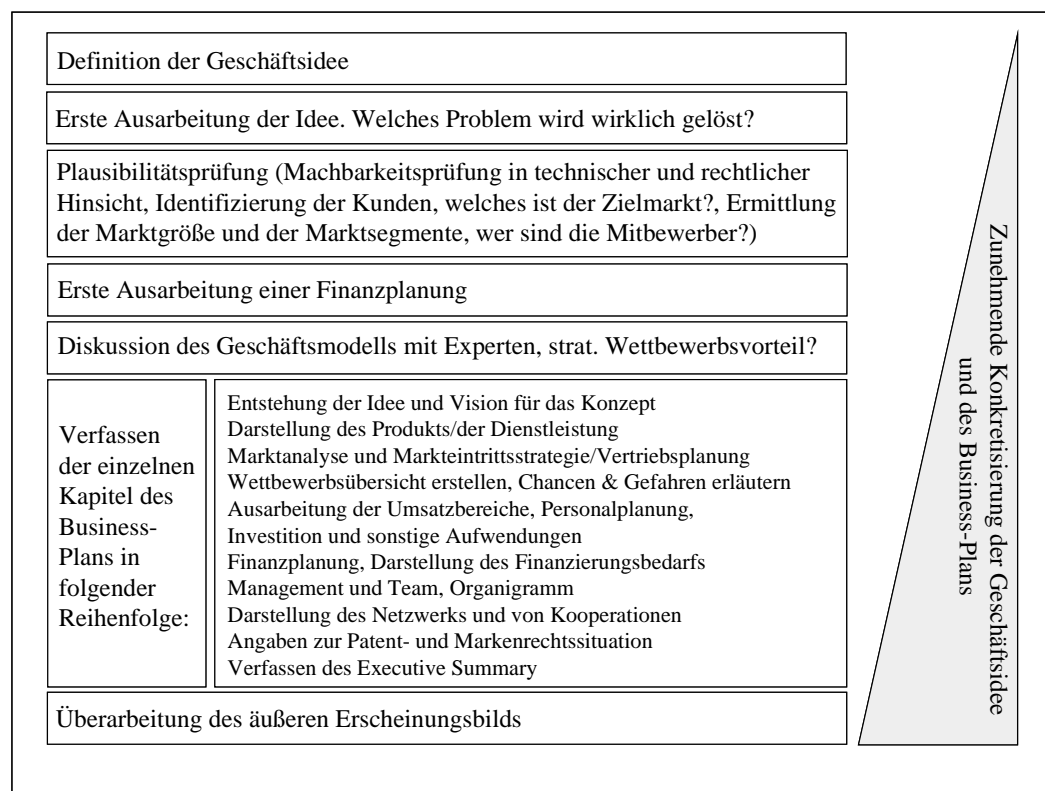 Definition der Geschäftsidee
Erste Ausarbeitung der Idee. Welches Problem wird wirklich gelöst?
Plausibilitätsprüfung (Machbarkeitsprüfung in technischer und rechtlicher
Hinsicht, Identifizierung der Kunden, welches ist der Zielmarkt?, Ermittlung
der Marktgröße und der Marktsegmente, wer sind die Mitbewerber?)
Erste Ausarbeitung einer Finanzplanung
Diskussion des Geschäftsmodells mit Experten, strat. Wettbewerbsvorteil?
Verfassen
der einzelnen
Kapitel des
Business-
Plans in
folgender
Reihenfolge:
Entstehung der Idee und Vision für das Konzept
Darstellung des Produkts/der Dienstleistung
Marktanalyse und Markteintrittsstrategie/Vertriebsplanung
Wettbewerbsübersicht erstellen, Chancen & Gefahren erläutern
Ausarbeitung der Umsatzbereiche, Personalplanung,
Investition und sonstige Aufwendungen
Finanzplanung, Darstellung des Finanzierungsbedarfs
Management und Team, Organigramm
Darstellung des Netzwerks und von Kooperationen
Angaben zur Patent- und Markenrechtssituation
Verfassen des Executive Summary
Überarbeitung des äußeren Erscheinungsbilds
Zunehmende Konkretisierung der Geschäftsidee
und des Business-Plans